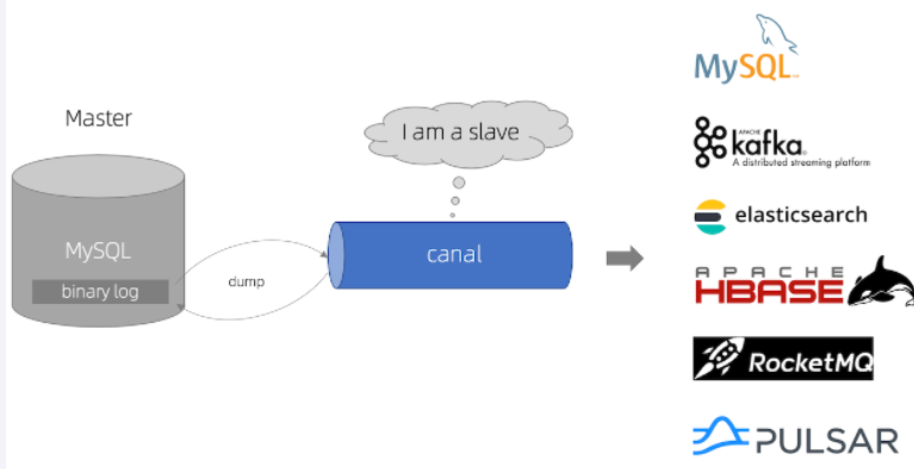 Master
MySQL
binary log
dump
I am a slave
canal
MySQL
APACHE
kafka
A distributed streaming platform
elasticsearch
APACHE
HBASE
RocketMQ
PULSAR